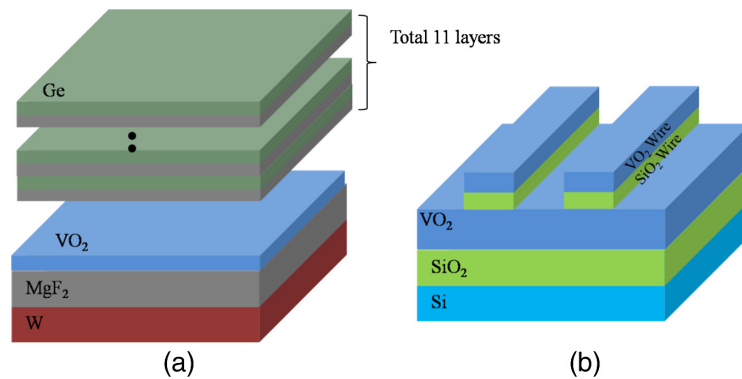 Total 11 layers
Ge
VO₂
MgF₂
W
(a)
VO₂ Wire
SiO₂ Wire
VO₂
SiO₂
Si
(b)